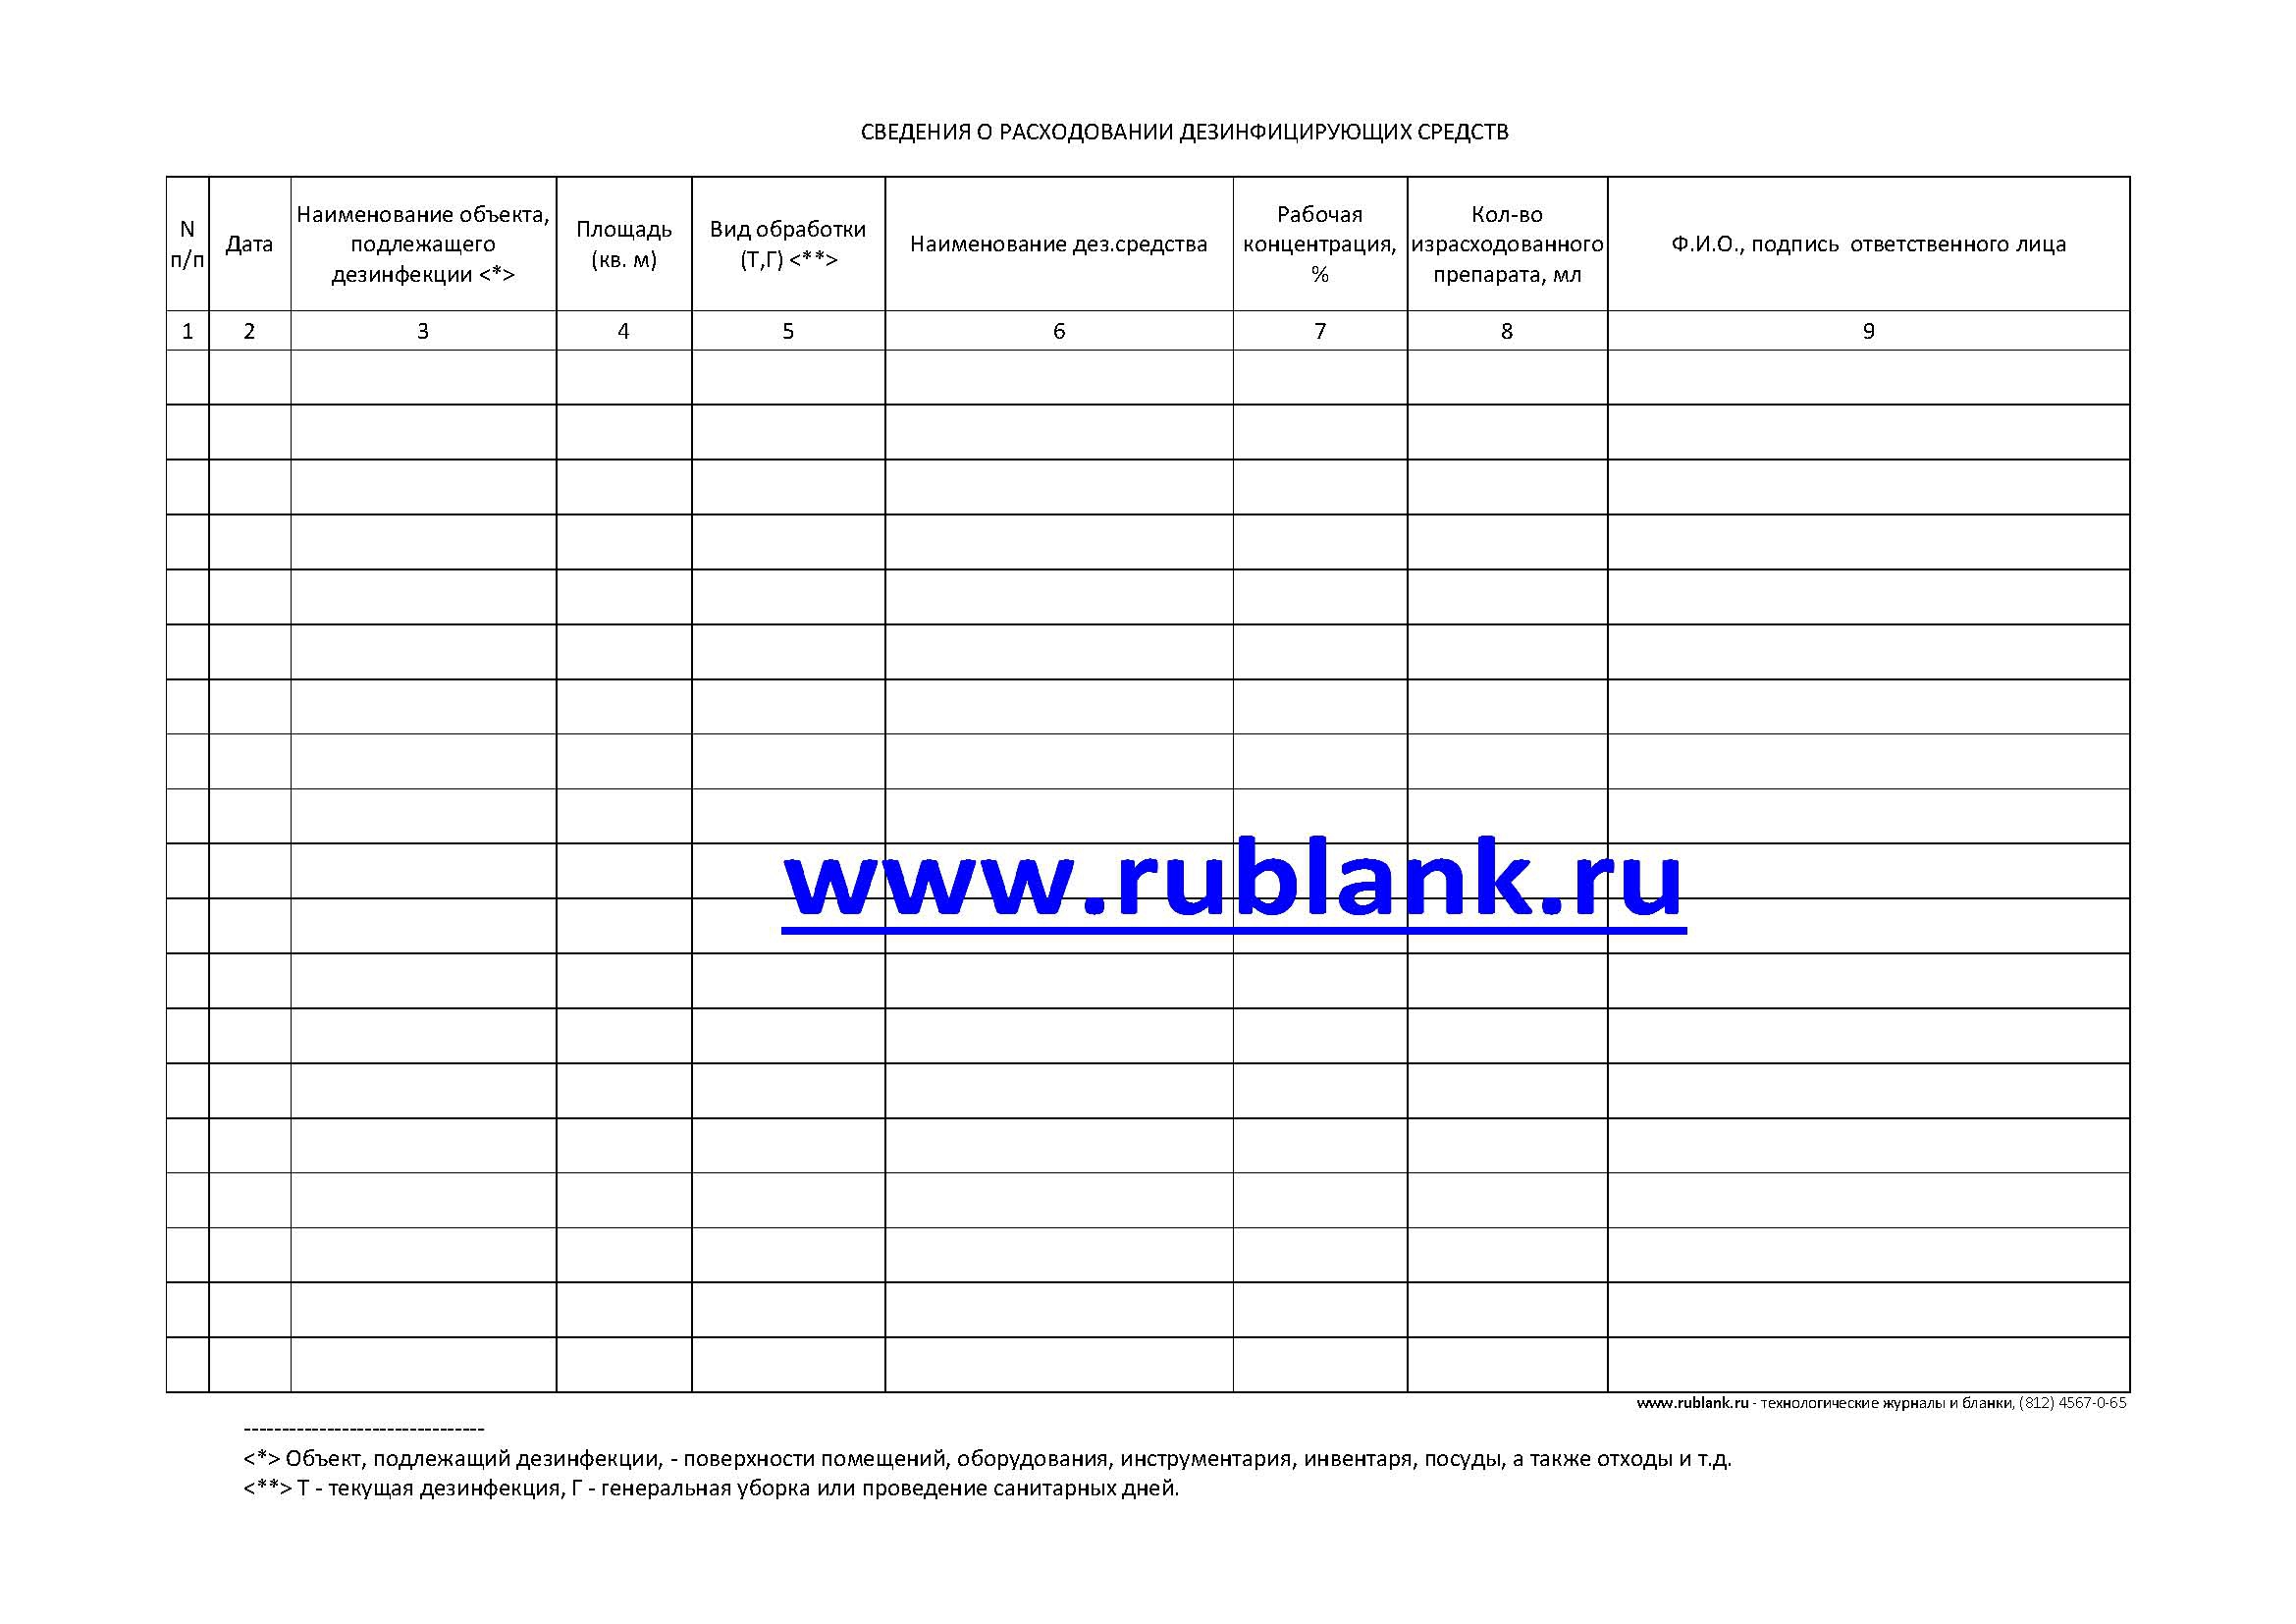 СВЕДЕНИЯ О РАСХОДОВАНИИ ДЕЗИНФИЦИРУЮЩИХ СРЕДСТВ
N
п/п
Дата
Наименование объекта,
подлежащего
дезинфекции <*>
Площадь
(кв. м)
Вид обработки
(Т,Г) <**>
Наименование дез.средства
Рабочая
концентрация,
%
Кол-во
израсходованного
препарата, мл
Ф.И.О., подпись  ответственного лица
1 2 3 4 5 6 7 8 9
www.rublank.ru
www.rublank.ru - технологические журналы и бланки, (812) 4567-0-65
--------------------------------
<*> Объект, подлежащий дезинфекции, - поверхности помещений, оборудования, инструментария, инвентаря, посуды, а также отходы и т.д.
<**> Т - текущая дезинфекция, Г - генеральная уборка или проведение санитарных дней.